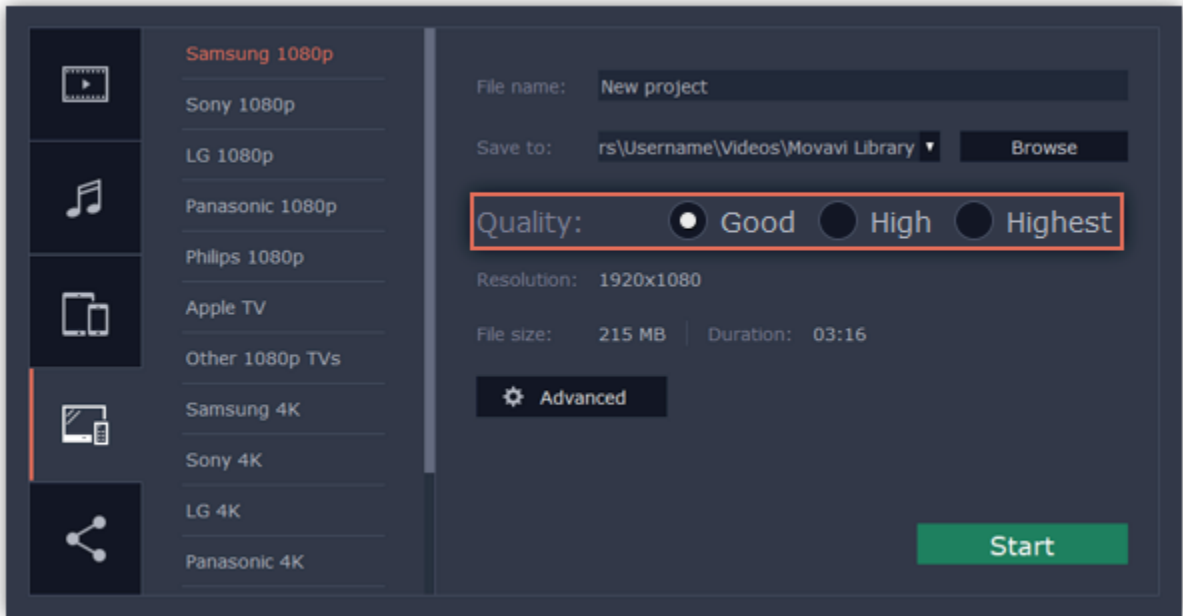 Samsung 1080p
Sony 1080p
LG 1080p
Panasonic 1080p
Philips 1080p
Apple TV
Other 1080p TVs
Samsung 4K
Sony 4K
LG 4K
Panasonic 4K
File name: New project
Save to: rs\Username\Videos\Movavi Library Browse
Quality: Good High Highest
Resolution: 1920x1080
File size: 215 MB Duration: 03:16
Advanced
Start